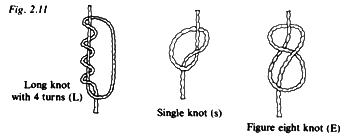 Fig. 2.11
Long knot
with 4 turns (L)
Single knot (s)
Figure eight knot (E)